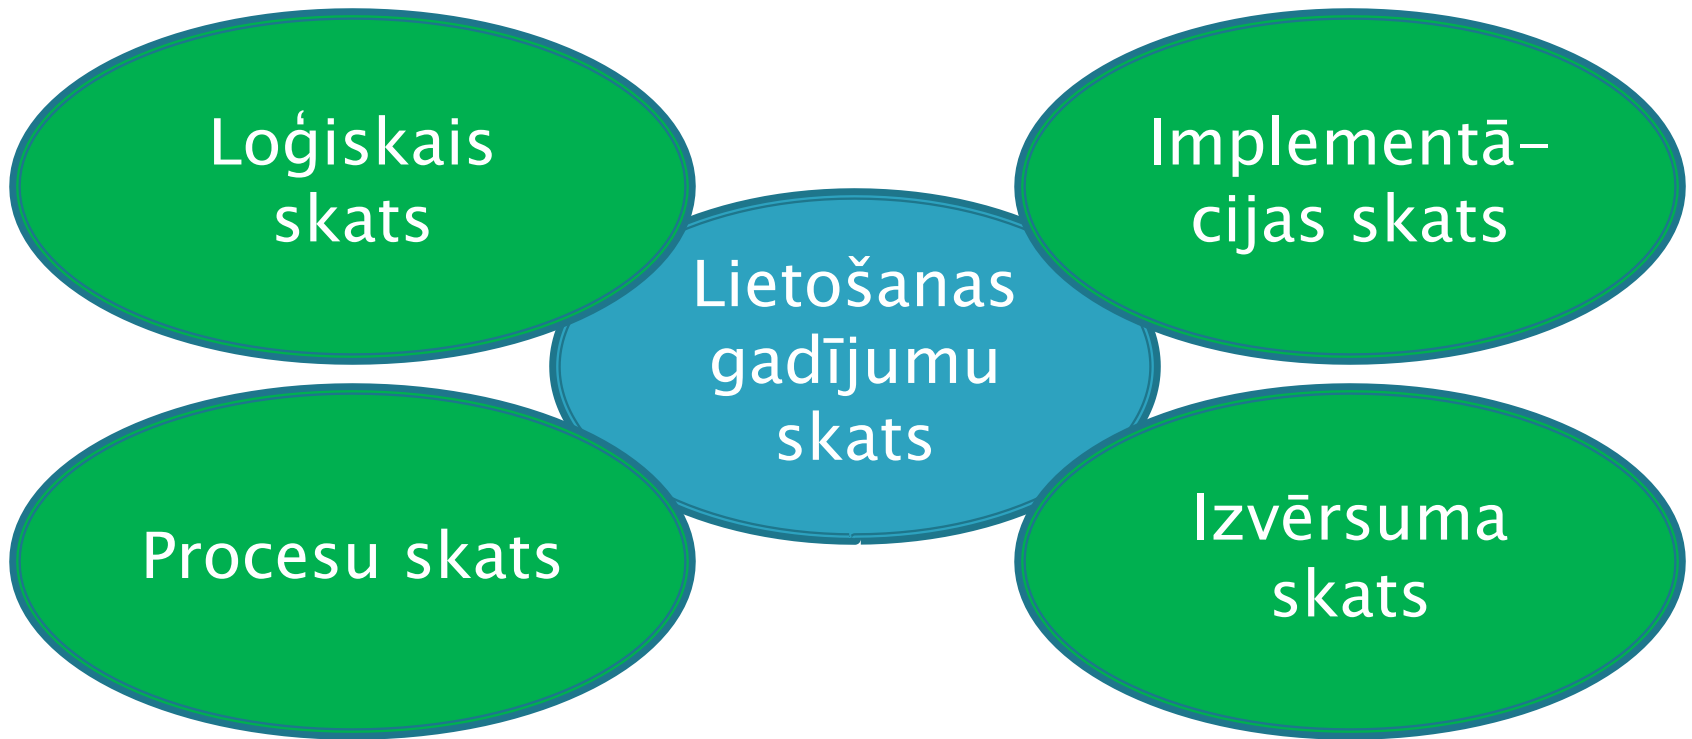 Loģiskais
skats
Implementā-
cijas skats
Lietošanas
gadījumu
skats
Procesu skats
Izvērsuma
skats